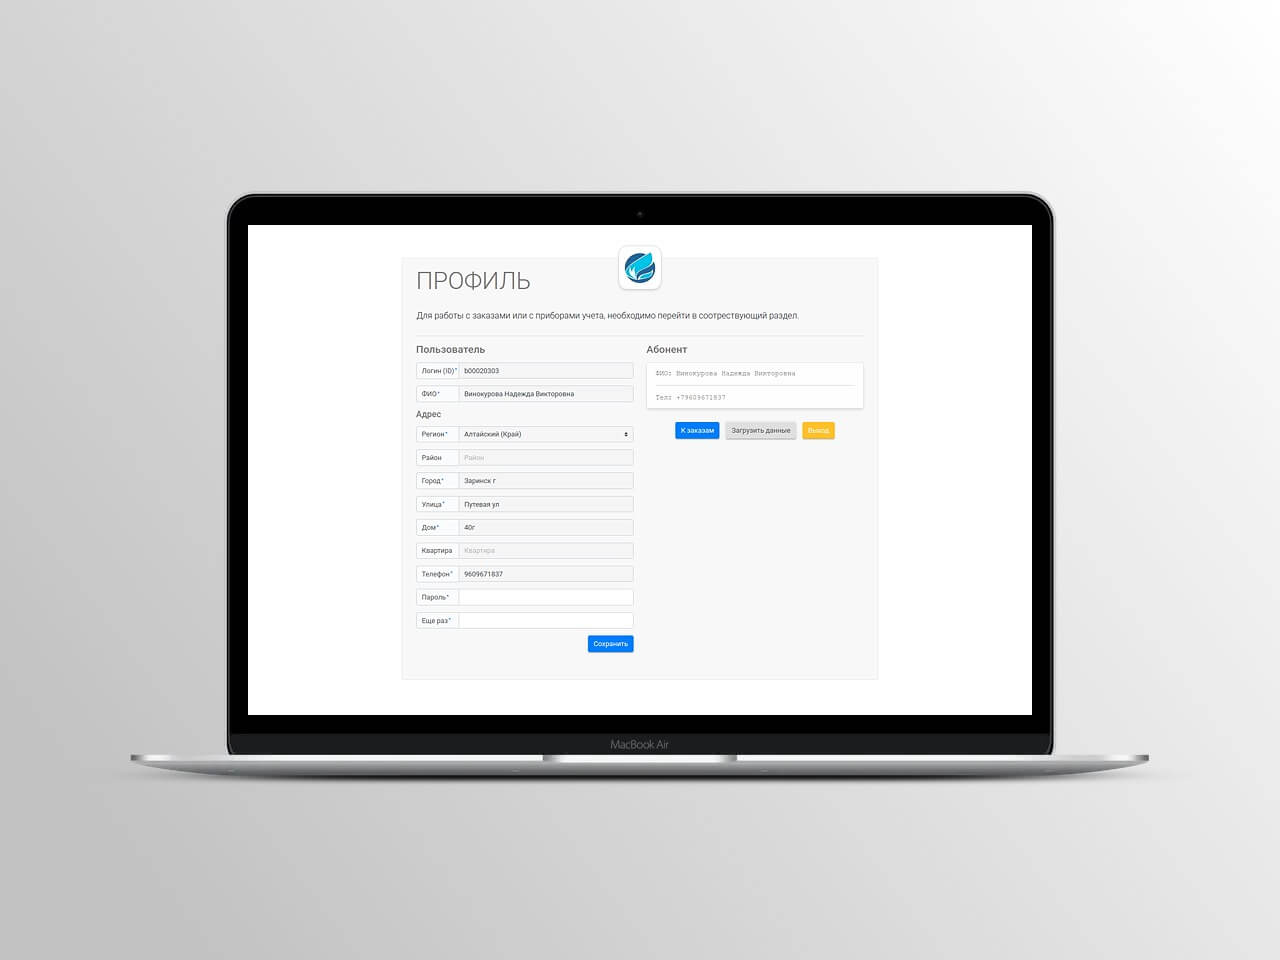 ПРОФИЛЬ
Для работы с заказами или с приборами учета, необходимо перейти в соотрествующий раздел.
Пользователь
Логин (ID)* b00020303
ФИО* Винокурова Надежда Викторовна
Адрес
Регион* Алтайский (Край)
Район Район
Город* Заринск г
Улица* Путевая ул
Дом* 40г
Квартира Квартира
Телефон* 9609671837
Пароль*
Еще раз*
Сохранить
Абонент
ФИО: Винокурова Надежда Викторовна
Тел: +79609671837
К заказам Загрузить данные Выход
MacBook Air